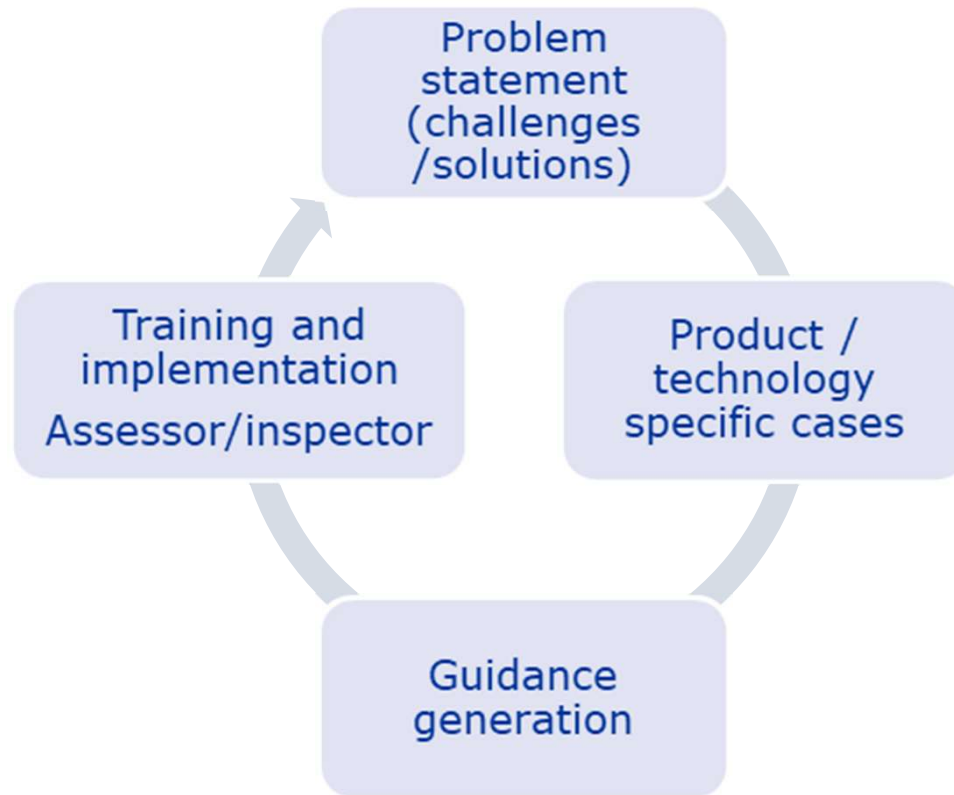 Problem
statement
(challenges
/solutions)
Product /
technology
specific cases
Guidance
generation
Training and
implementation
Assessor/inspector